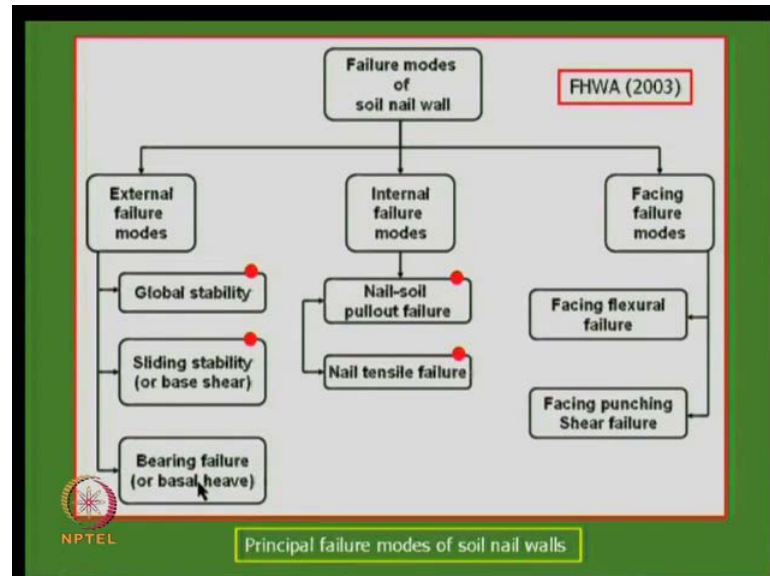 Failure modes
of
soil nail wall
FHWA (2003)
External
failure
modes
Internal
failure
modes
Facing
failure
modes
Global stability
Nail-soil
pullout failure
Facing flexural
failure
Sliding stability
(or base shear)
Nail tensile failure
Facing punching
Shear failure
Bearing failure
(or basal heave)
NPTEL
Principal failure modes of soil nail walls